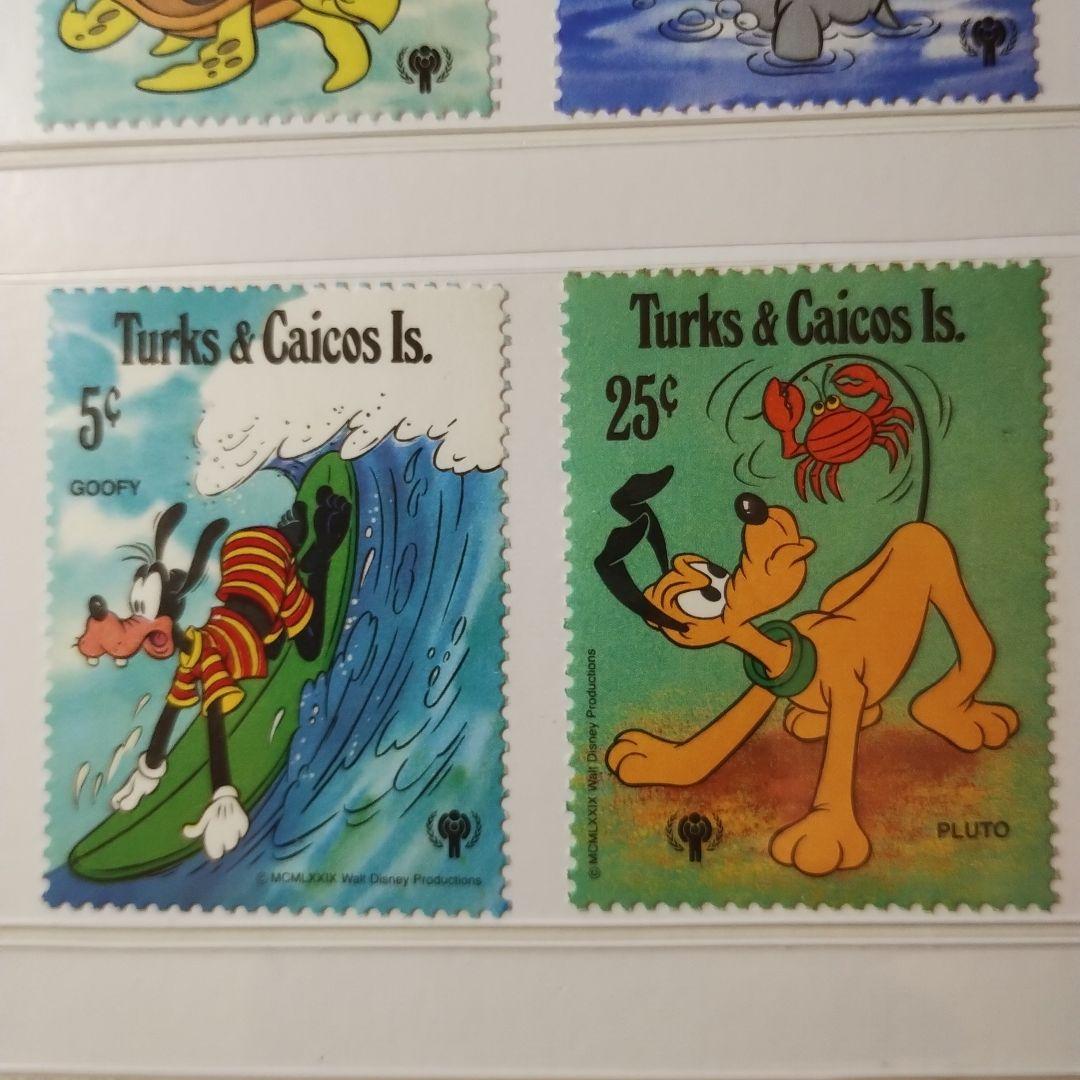 Turks & Caicos Is.
5¢
GOOFY
© MCMLXXIX Walt Disney Productions
Turks & Caicos Is.
25¢
© MCMLXXIX Walt Disney Productions
PLUTO